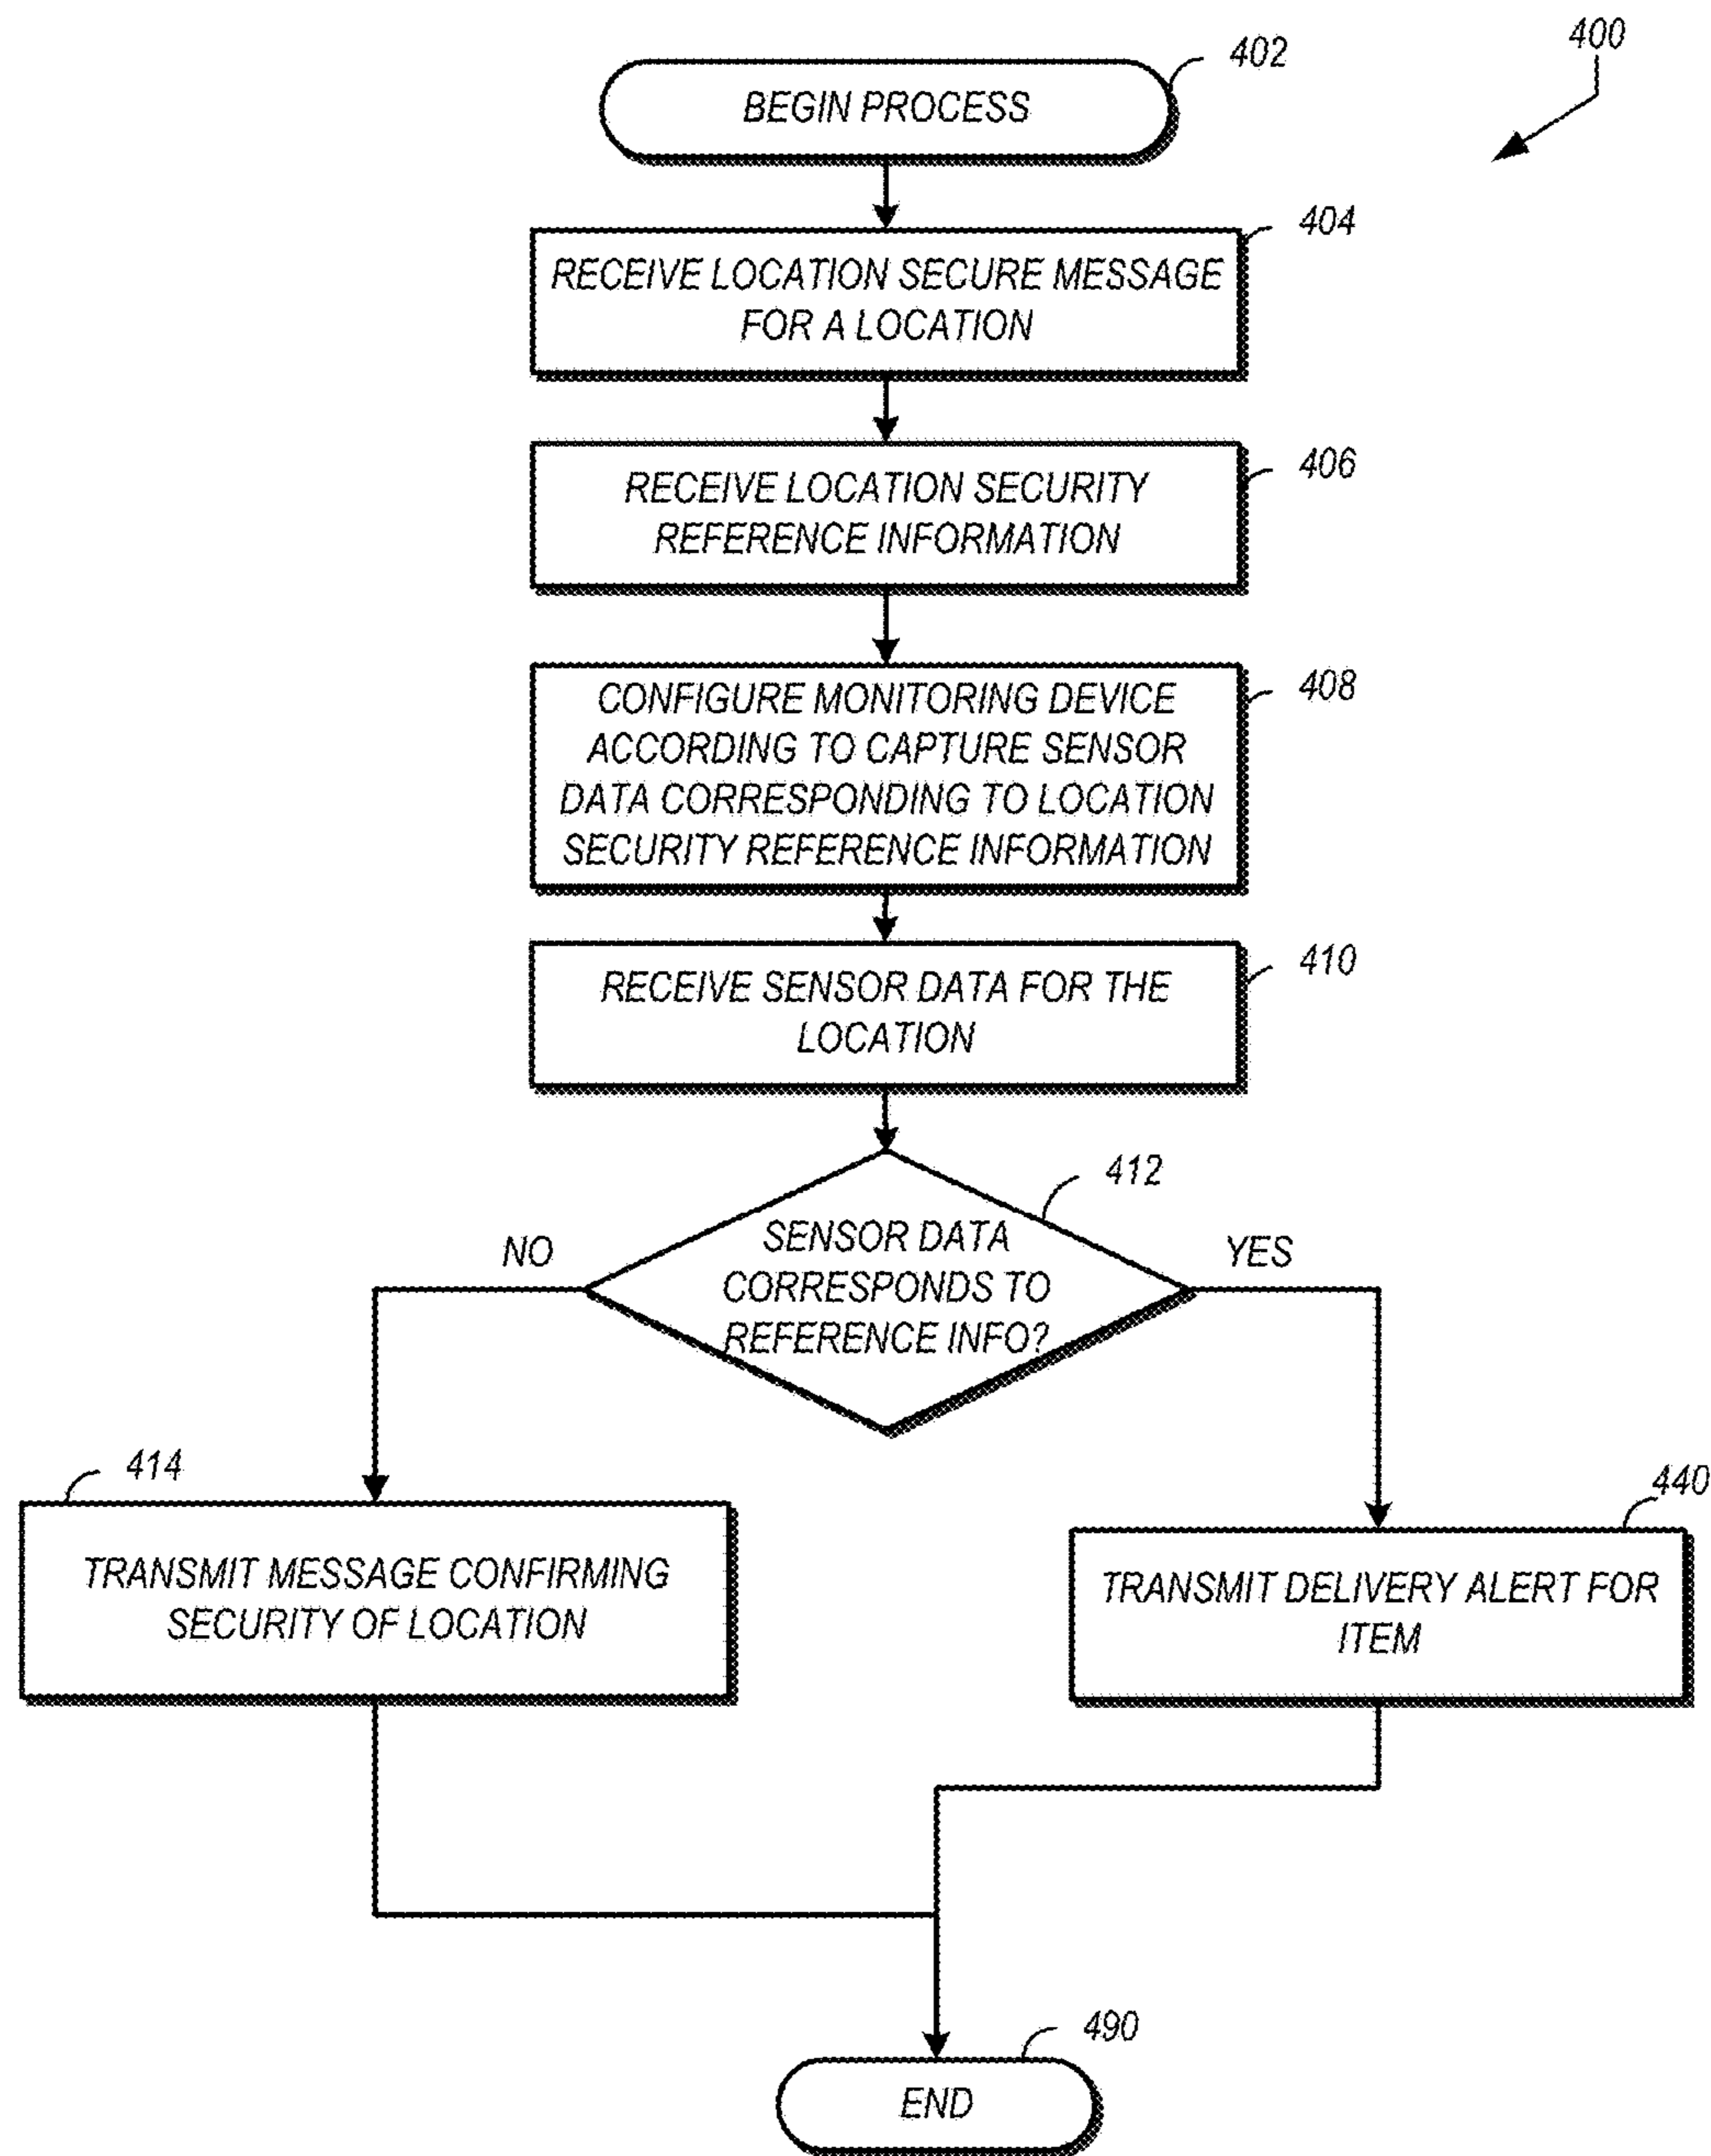 400
402
BEGIN PROCESS
404
RECEIVE LOCATION SECURE MESSAGE
FOR A LOCATION
406
RECEIVE LOCATION SECURITY
REFERENCE INFORMATION
408
CONFIGURE MONITORING DEVICE
ACCORDING TO CAPTURE SENSOR
DATA CORRESPONDING TO LOCATION
SECURITY REFERENCE INFORMATION
410
RECEIVE SENSOR DATA FOR THE
LOCATION
412
SENSOR DATA
CORRESPONDS TO
REFERENCE INFO?
NO
YES
414
TRANSMIT MESSAGE CONFIRMING
SECURITY OF LOCATION
440
TRANSMIT DELIVERY ALERT FOR
ITEM
490
END